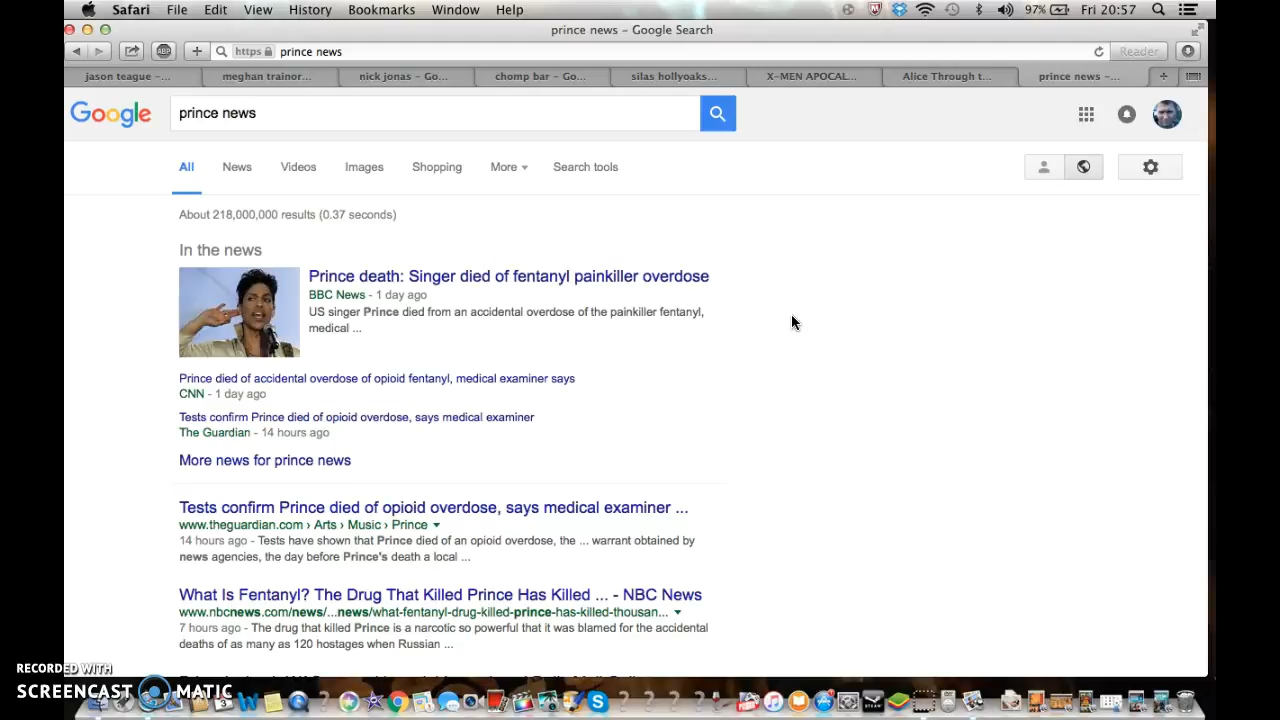 Safari File Edit View History Bookmarks Window Help 97% Fri 20:57
prince news – Google Search
ABP + https prince news Reader
jason teague –... meghan trainor... nick jonas – Go... chomp bar – Go... silas hollyoaks... X-MEN APOCAL... Alice Through t... prince news –... +
Google prince news
All News Videos Images Shopping More Search tools
About 218,000,000 results (0.37 seconds)
In the news
Prince death: Singer died of fentanyl painkiller overdose
BBC News - 1 day ago
US singer Prince died from an accidental overdose of the painkiller fentanyl,
medical ...
Prince died of accidental overdose of opioid fentanyl, medical examiner says
CNN - 1 day ago
Tests confirm Prince died of opioid overdose, says medical examiner
The Guardian - 14 hours ago
More news for prince news
Tests confirm Prince died of opioid overdose, says medical examiner ...
www.theguardian.com › Arts › Music › Prince
14 hours ago - Tests have shown that Prince died of an opioid overdose, the ... warrant obtained by
news agencies, the day before Prince's death a local ...
What Is Fentanyl? The Drug That Killed Prince Has Killed ... - NBC News
www.nbcnews.com/news/...news/what-fentanyl-drug-killed-prince-has-killed-thousan...
7 hours ago - The drug that killed Prince is a narcotic so powerful that it was blamed for the accidental
deaths of as many as 120 hostages when Russian ...
RECORDED WITH
SCREENCAST MATIC